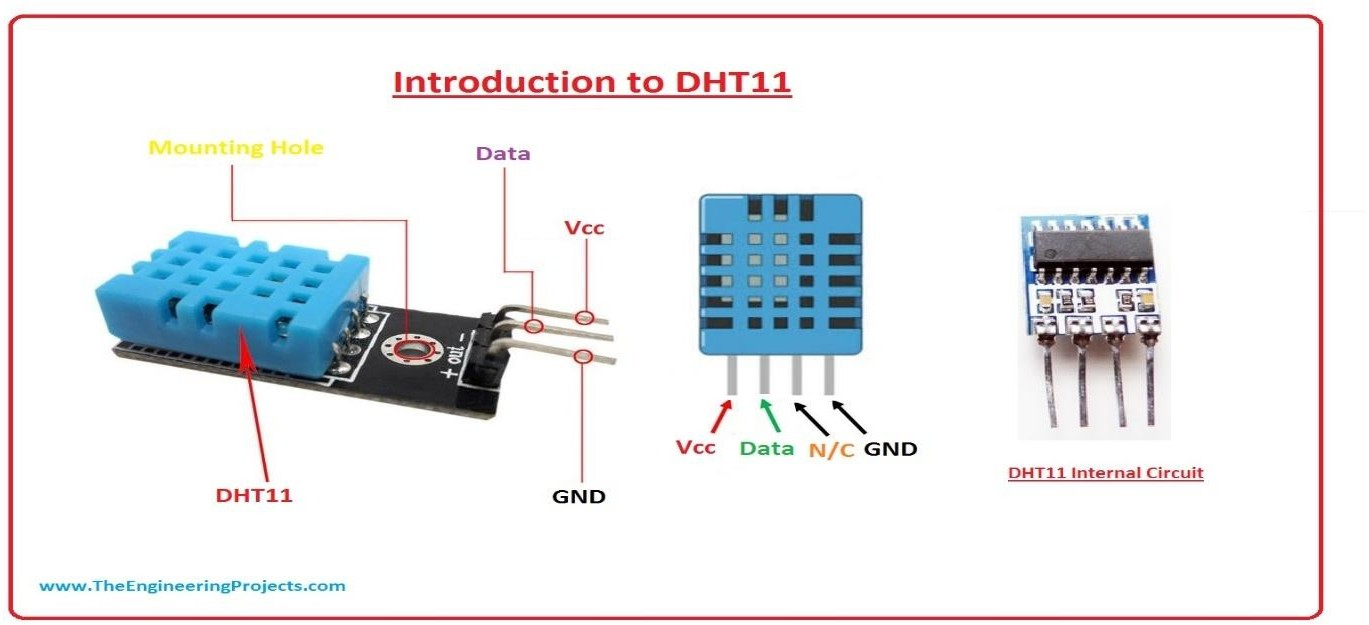 Introduction to DHT11
Mounting Hole
Data
Vcc
+ out -
DHT11
GND
Vcc
Data
N/C
GND
DHT11 Internal Circuit
www.TheEngineeringProjects.com